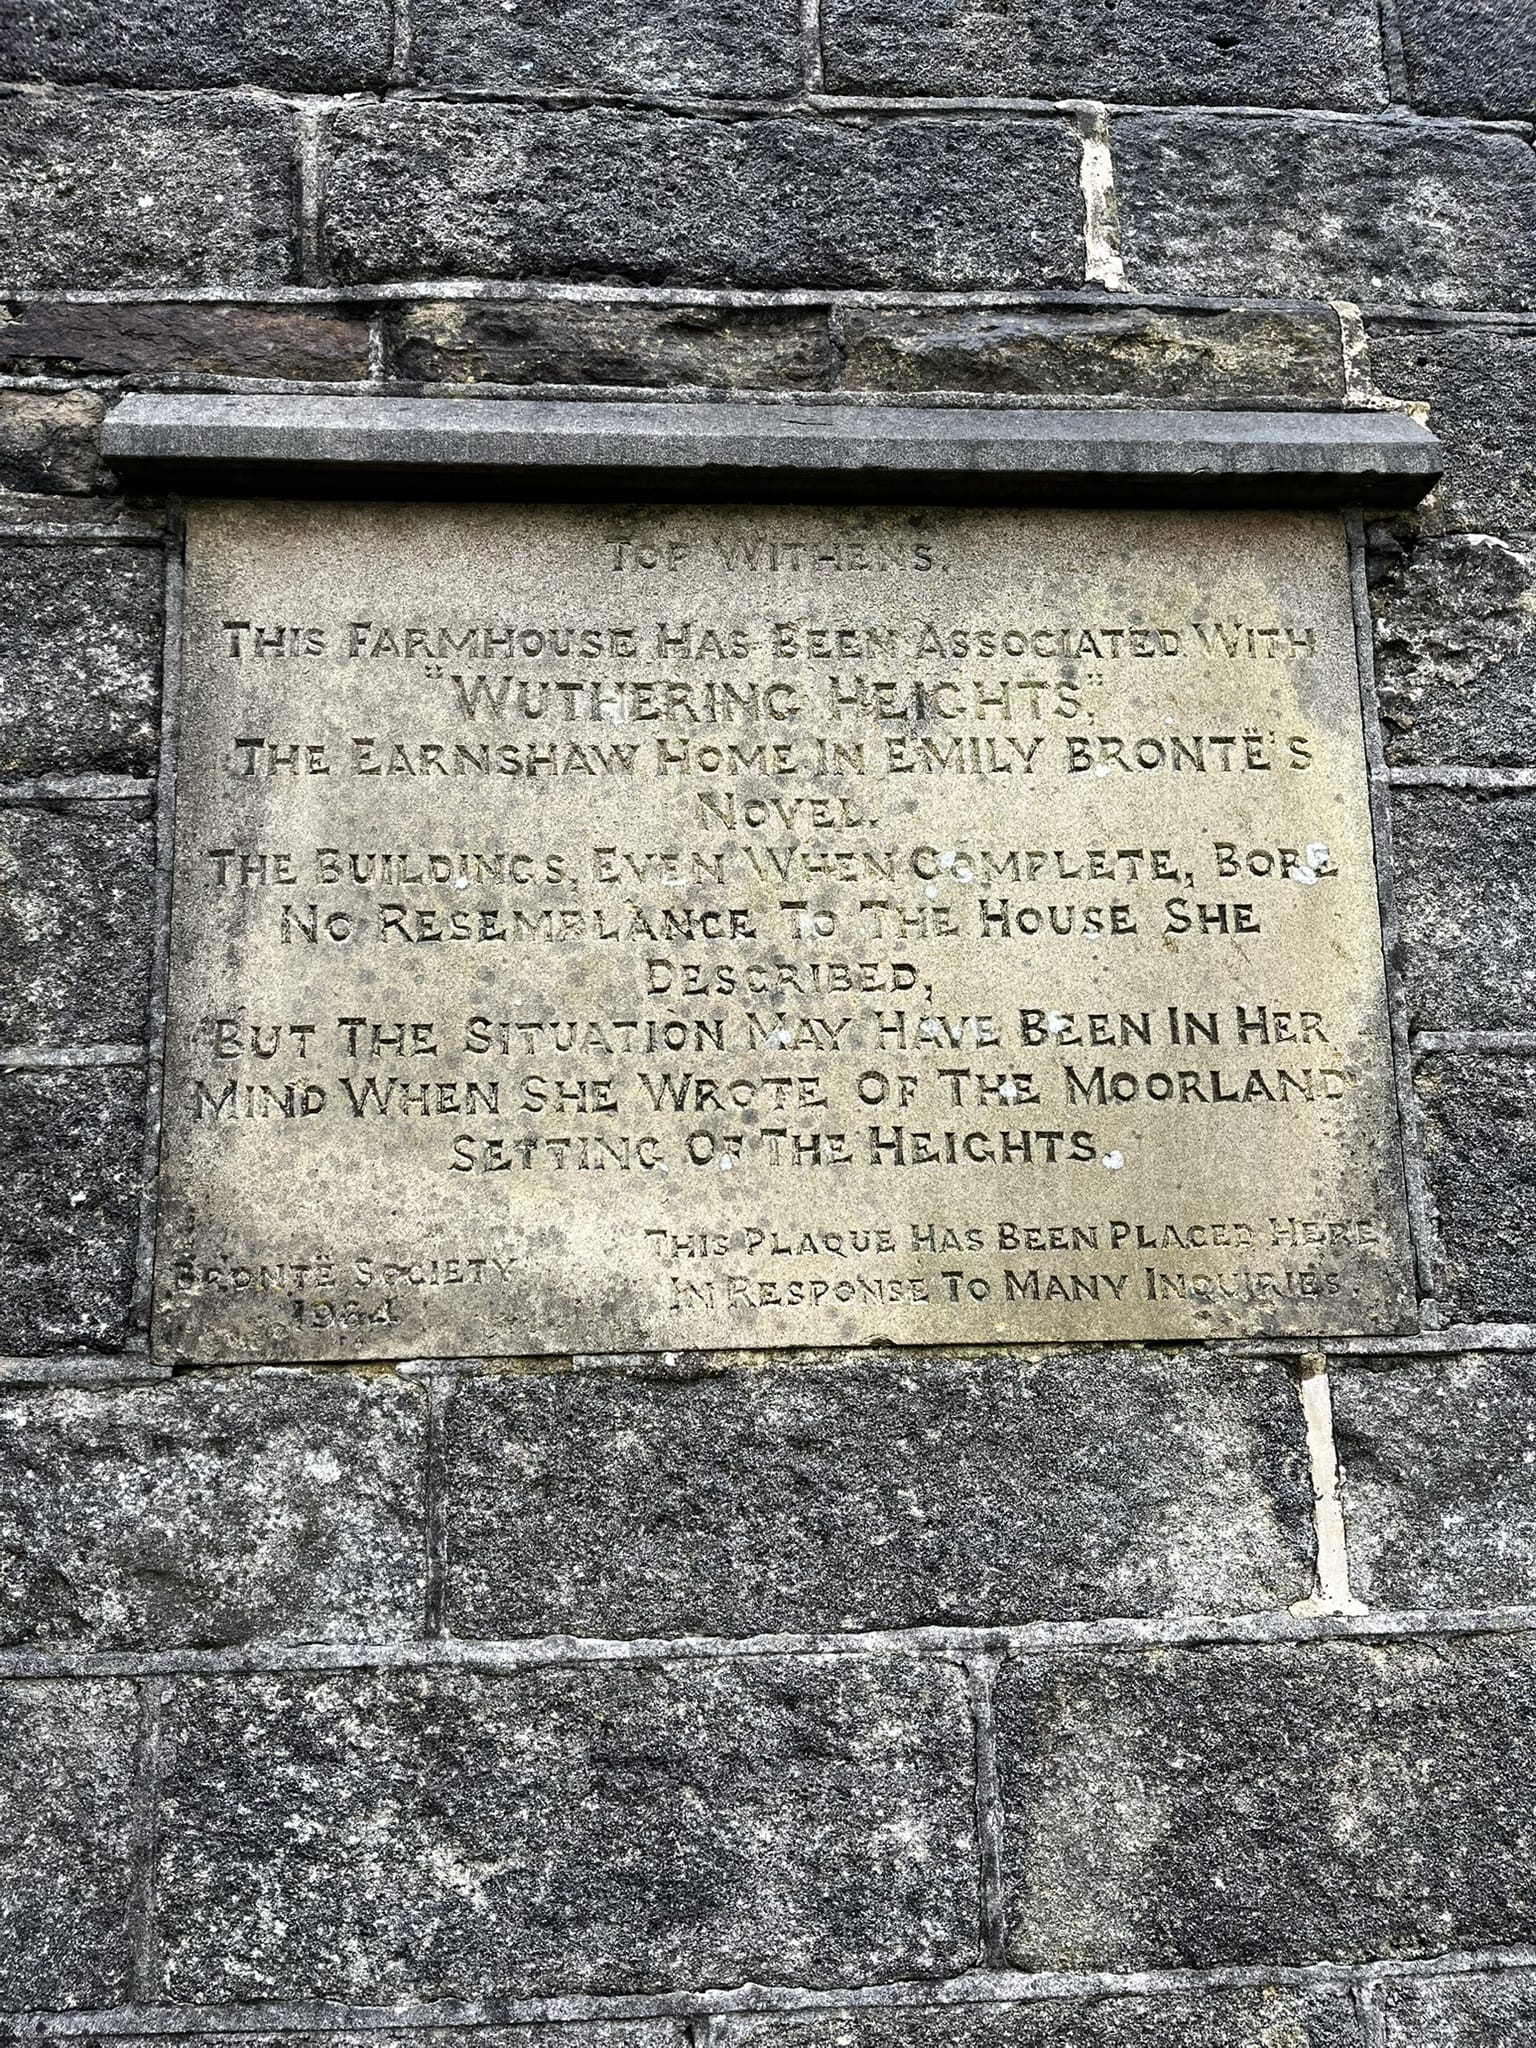 TOP WITHENS.
THIS FARMHOUSE HAS BEEN ASSOCIATED WITH
"WUTHERING HEIGHTS",
THE EARNSHAW HOME IN EMILY BRONTË'S
NOVEL.
THE BUILDINGS, EVEN WHEN COMPLETE, BORE
NO RESEMBLANCE TO THE HOUSE SHE
DESCRIBED,
BUT THE SITUATION MAY HAVE BEEN IN HER
MIND WHEN SHE WROTE OF THE MOORLAND
SETTING OF THE HEIGHTS.
BRONTË SOCIETY
1964
THIS PLAQUE HAS BEEN PLACED HERE
IN RESPONSE TO MANY INQUIRIES.